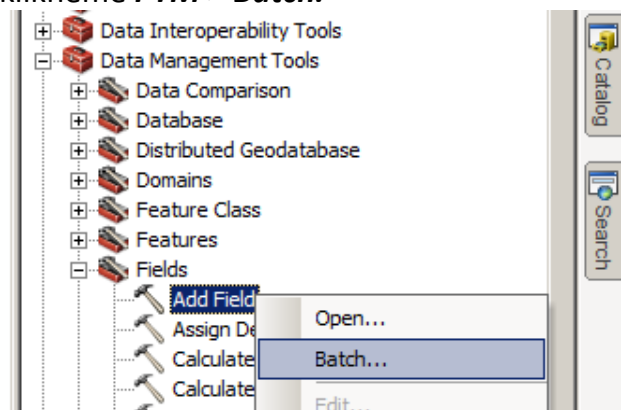 Data Interoperability Tools
Data Management Tools
Data Comparison
Database
Distributed Geodatabase
Domains
Feature Class
Features
Fields
Add Field
Open...
Assign De
Calculate
Batch...
Calculate
Edit...
Catalog
Search